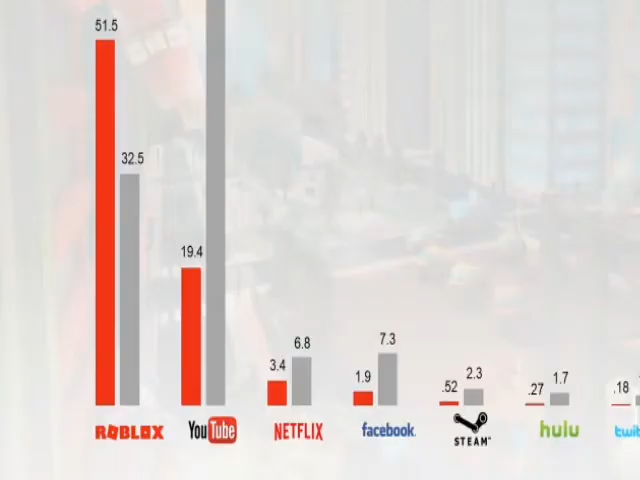 51.5
32.5
19.4
3.4
6.8
1.9
7.3
.52
2.3
.27
1.7
.18
ROBLOX
YouTube
NETFLIX
facebook.
STEAM™
hulu